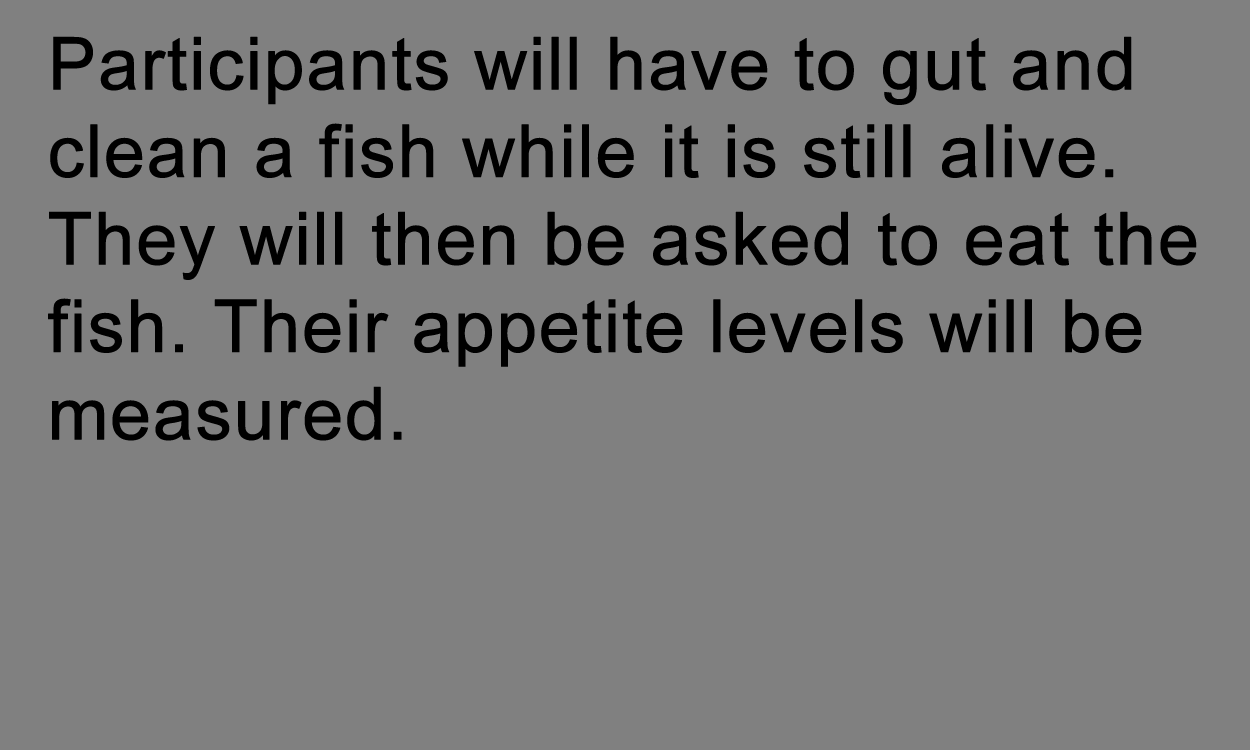 Participants will have to gut and
clean a fish while it is still alive.
They will then be asked to eat the
fish. Their appetite levels will be
measured.